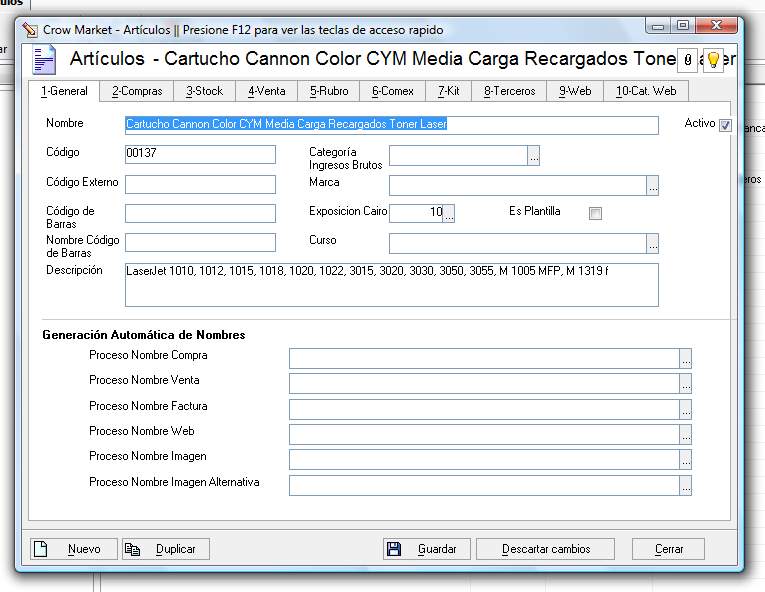 ulos
Crow Market - Artículos || Presione F12 para ver las teclas de acceso rapido
ar
Artículos - Cartucho Cannon Color CYM Media Carga Recargados Toner Laser
1-General 2-Compras 3-Stock 4-Venta 5-Rubro 6-Comex 7-Kit 8-Terceros 9-Web 10-Cat. Web
Nombre Cartucho Cannon Color CYM Media Carga Recargados Toner Laser Activo
anca
Código 00137 Categoría
Ingresos Brutos ...
Código Externo Marca ...
eros
Código de
Barras Exposicion Cairo 10 ... Es Plantilla
Nombre Código
de Barras Curso ...
Descripción LaserJet 1010, 1012, 1015, 1018, 1020, 1022, 3015, 3020, 3030, 3050, 3055, M 1005 MFP, M 1319 f
Generación Automática de Nombres
Proceso Nombre Compra ...
Proceso Nombre Venta ...
Proceso Nombre Factura ...
Proceso Nombre Web ...
Proceso Nombre Imagen ...
Proceso Nombre Imagen Alternativa ...
Nuevo Duplicar Guardar Descartar cambios Cerrar